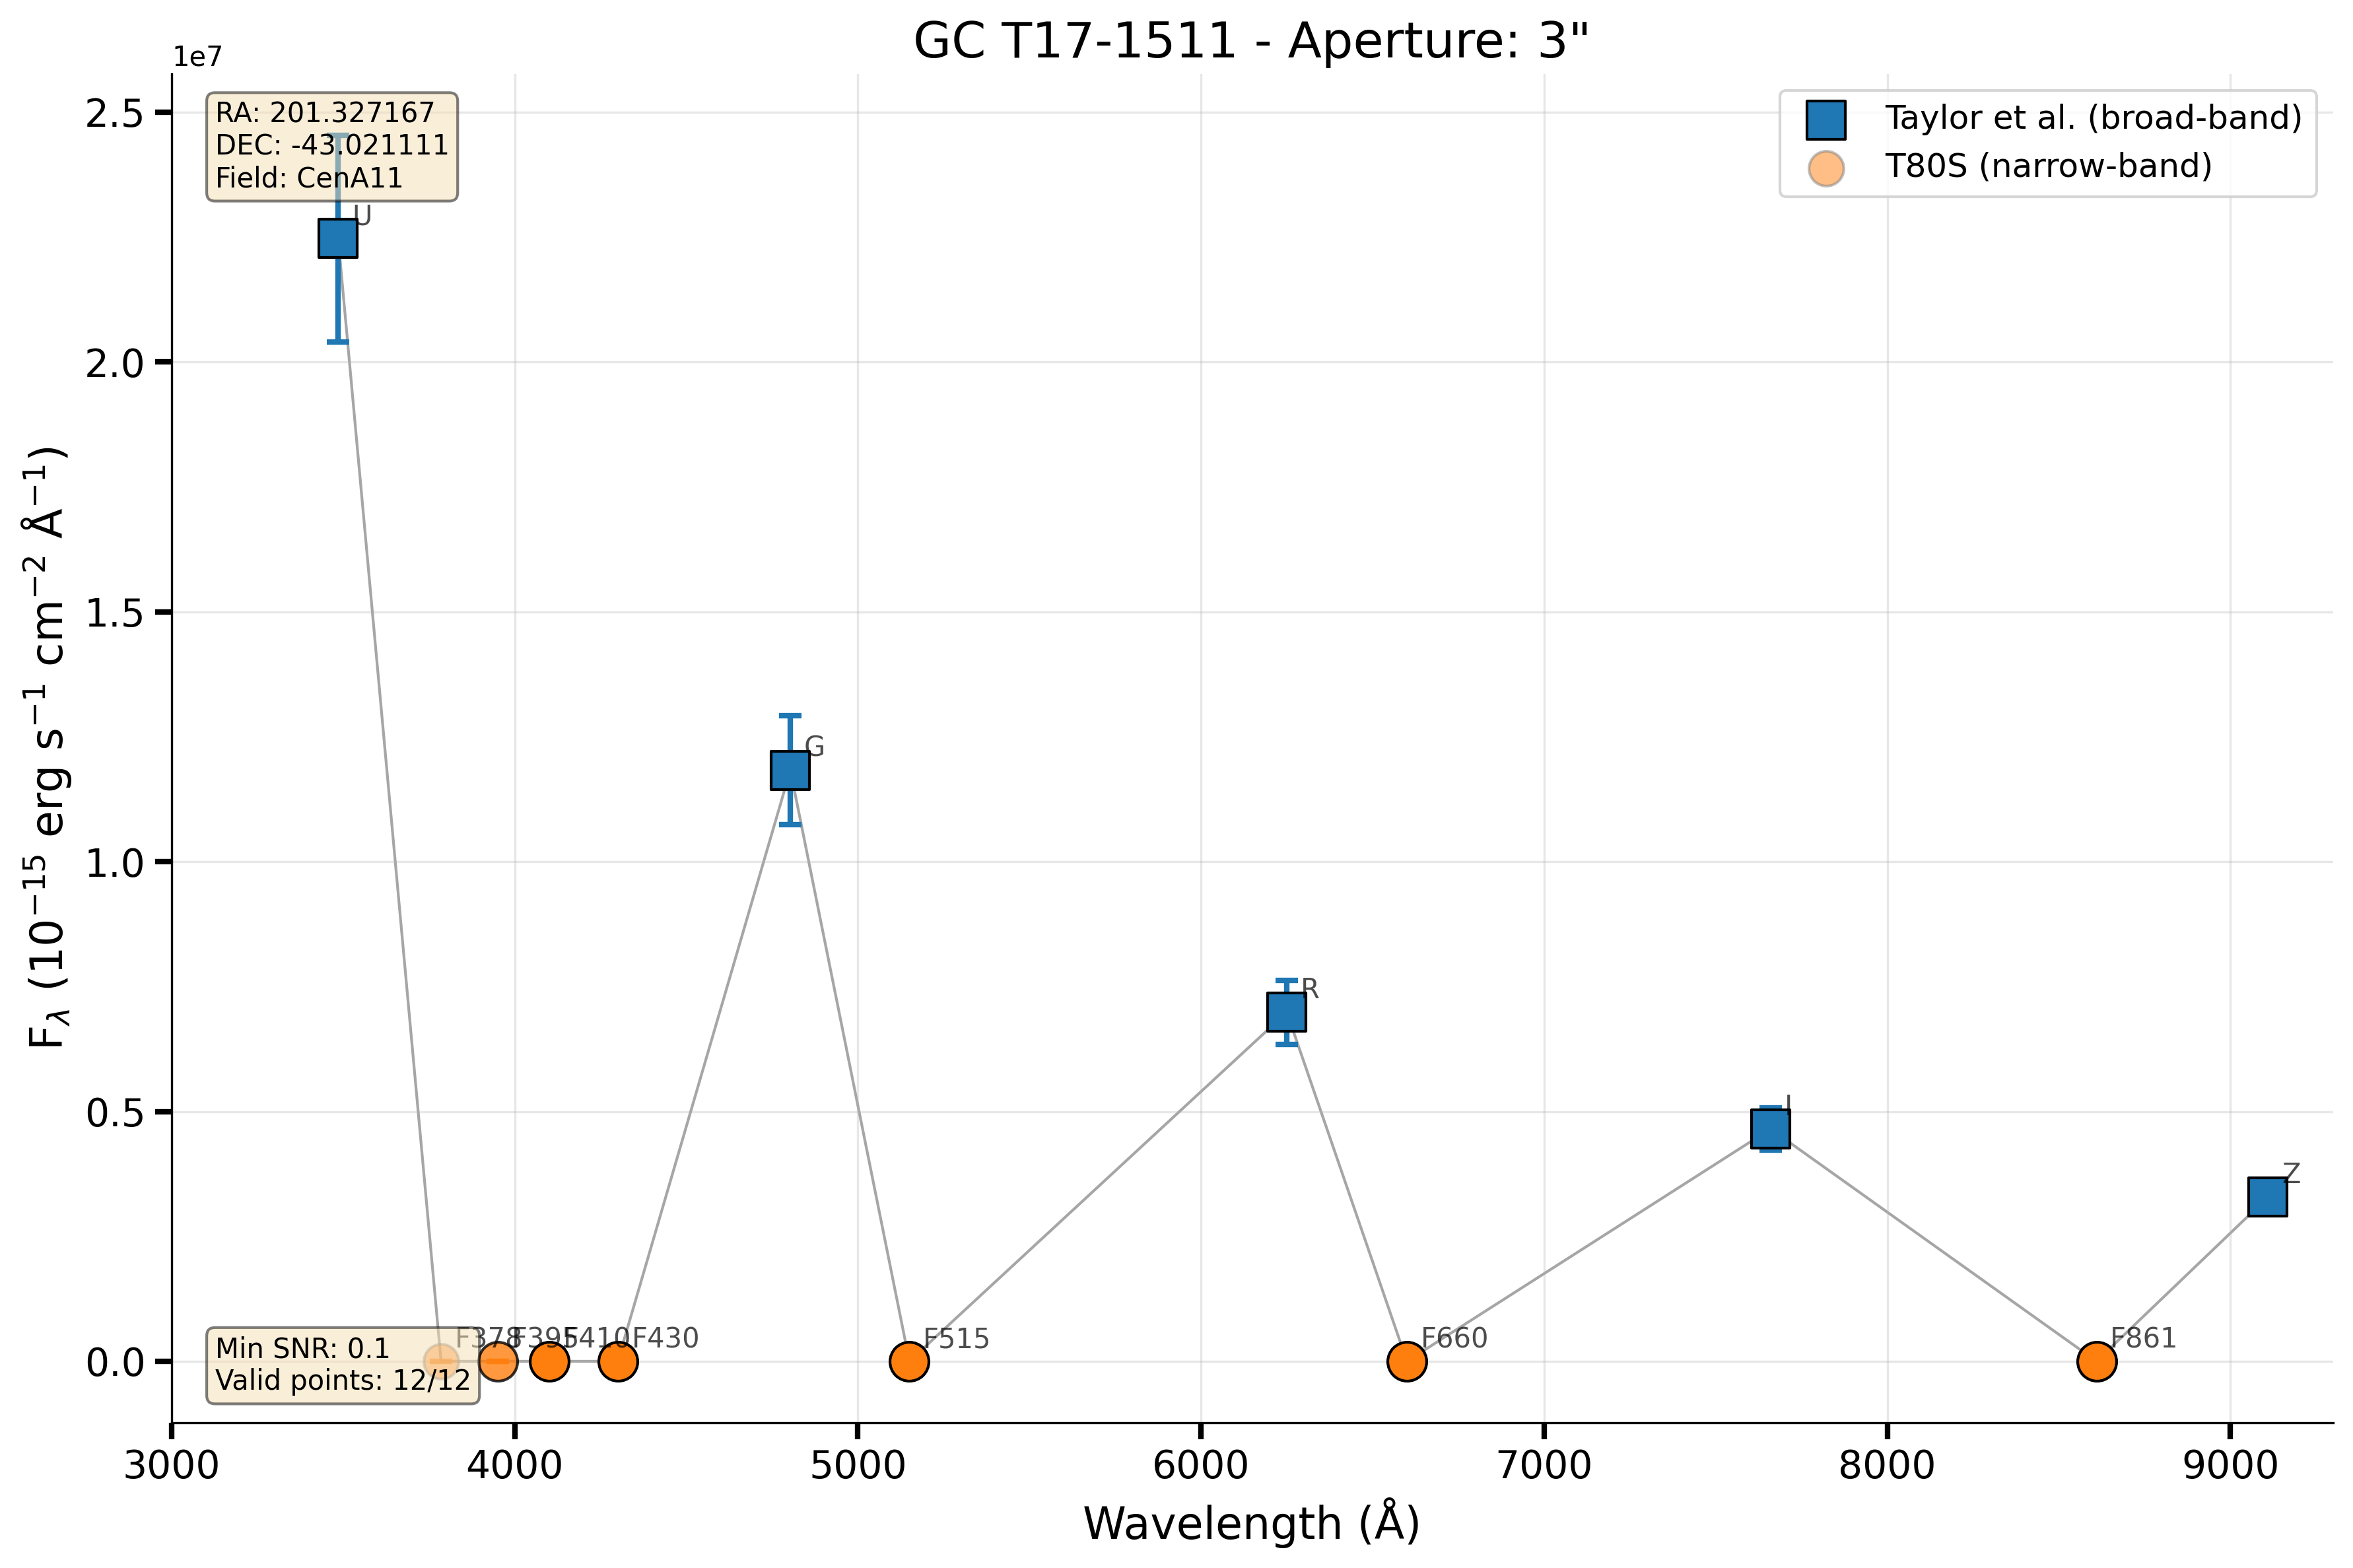 GC T17-1511 - Aperture: 3"
1e7
RA: 201.327167
DEC: -43.021111
Field: CenA11
Taylor et al. (broad-band)
T80S (narrow-band)
2.5
2.0
1.5
1.0
0.5
0.0
F$_{λ}$ (10$^{−15}$ erg s$^{−1}$ cm$^{−2}$ Å$^{−1}$)
U
G
R
I
Z
F378
F395
F410
F430
F515
F660
F861
Min SNR: 0.1
Valid points: 12/12
3000 4000 5000 6000 7000 8000 9000
Wavelength (Å)